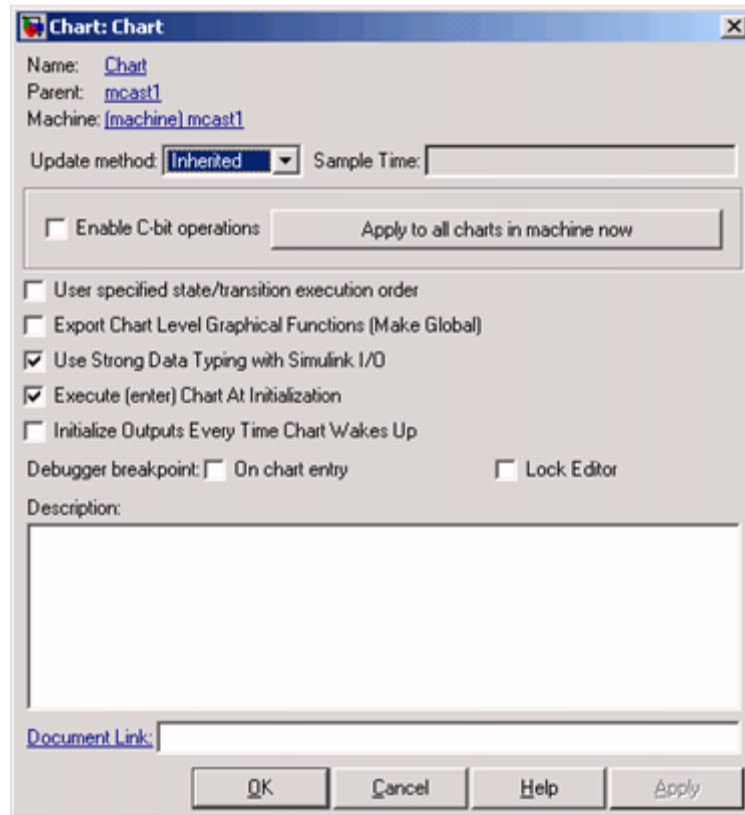 Chart: Chart
Name: Chart
Parent: mcast1
Machine: (machine) mcast1
Update method: Inherited Sample Time:
Enable C-bit operations Apply to all charts in machine now
User specified state/transition execution order
Export Chart Level Graphical Functions (Make Global)
Use Strong Data Typing with Simulink I/O
Execute (enter) Chart At Initialization
Initialize Outputs Every Time Chart Wakes Up
Debugger breakpoint: On chart entry Lock Editor
Description:
Document Link:
OK Cancel Help Apply